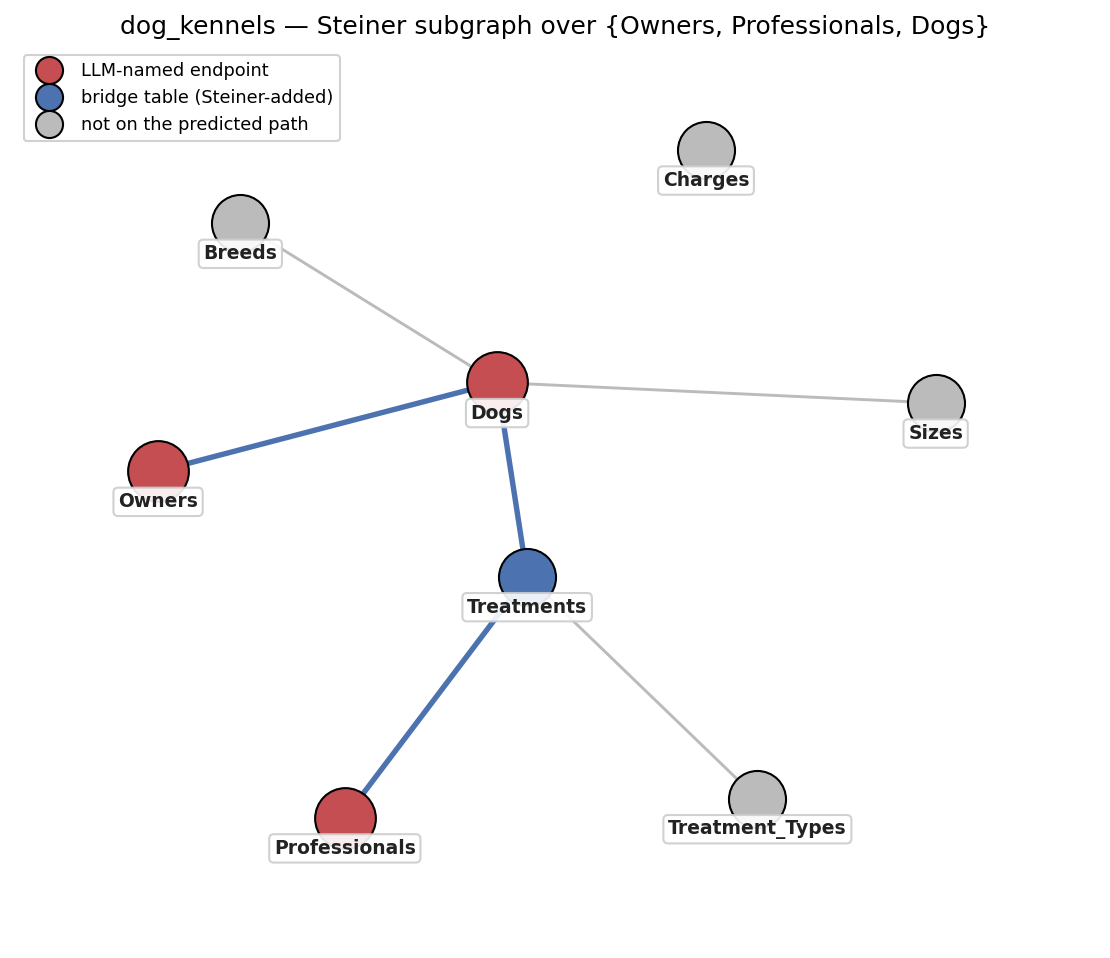 dog_kennels — Steiner subgraph over {Owners, Professionals, Dogs}
LLM-named endpoint
bridge table (Steiner-added)
not on the predicted path
Charges
Breeds
Dogs
Sizes
Owners
Treatments
Treatment_Types
Professionals